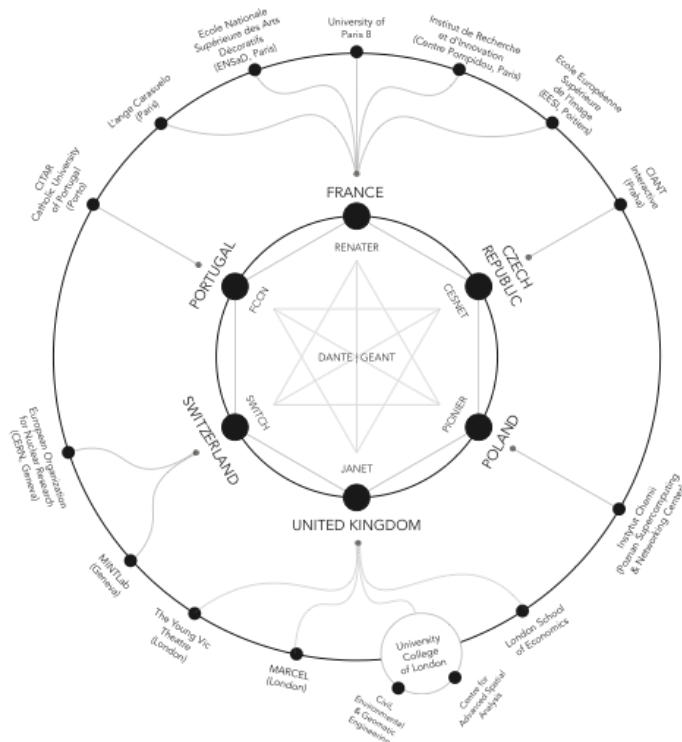 Ecole Nationale
Supérieure des Arts
Décoratifs
(ENSaD, Paris)
University of
Paris 8
Institut de Recherche
et d'Innovation
(Centre Pompidou, Paris)
Ecole Européenne
Supérieure
de l'Image
(EESI, Poitiers)
L'ange Carasuelo
(Paris)
CITAR
Catholic University
of Portugal
(Porto)
CIANT
Interactive
(Praha)
FRANCE
RENATER
PORTUGAL
FCCN
CZECH
REPUBLIC
CESNET
DANTE GEANT
SWITZERLAND
SWITCH
POLAND
PIONIER
JANET
UNITED KINGDOM
European Organization
for Nuclear Research
(CERN, Geneva)
MINTLab
(Geneva)
Instytut Chemii
(Poznan Supercomputing
& Networking Center)
The Young Vic
Theatre
(London)
MARCEL
(London)
University
College
of London
London School
of Economics
Civil,
Environmental
& Geomatic
Engineering
Centre for
Advanced Spatial
Analysis